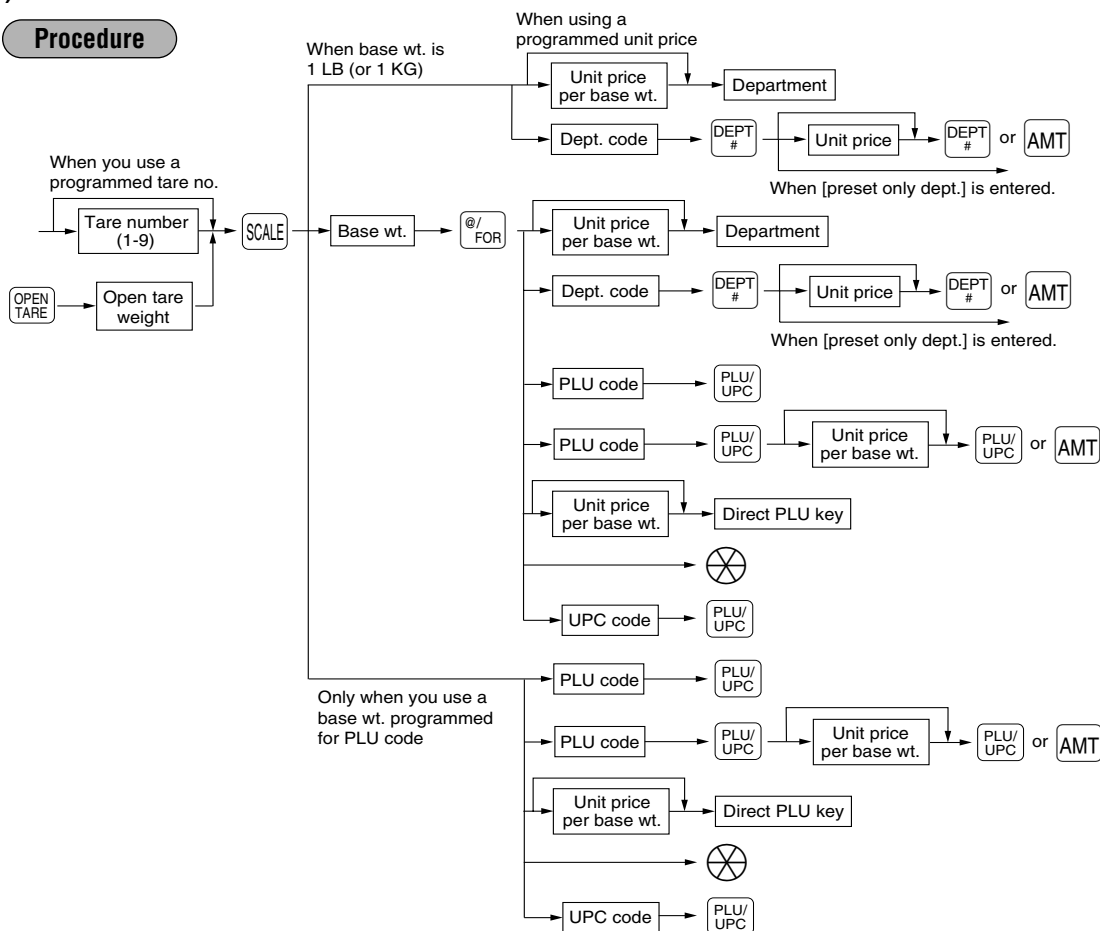 Procedure
When using a
programmed unit price
When base wt. is
1 LB (or 1 KG)
Unit price
per base wt.
Department
Dept. code
DEPT
#
Unit price
DEPT
#
or
AMT
When [preset only dept.] is entered.
When you use a
programmed tare no.
Tare number
(1-9)
SCALE
Base wt.
@/
FOR
Unit price
per base wt.
Department
OPEN
TARE
Open tare
weight
Dept. code
DEPT
#
Unit price
DEPT
#
or
AMT
When [preset only dept.] is entered.
PLU code
PLU/
UPC
PLU code
PLU/
UPC
Unit price
per base wt.
PLU/
UPC
or
AMT
Unit price
per base wt.
Direct PLU key
UPC code
PLU/
UPC
Only when you use a
base wt. programmed
for PLU code
PLU code
PLU/
UPC
PLU code
PLU/
UPC
Unit price
per base wt.
PLU/
UPC
or
AMT
Unit price
per base wt.
Direct PLU key
UPC code
PLU/
UPC